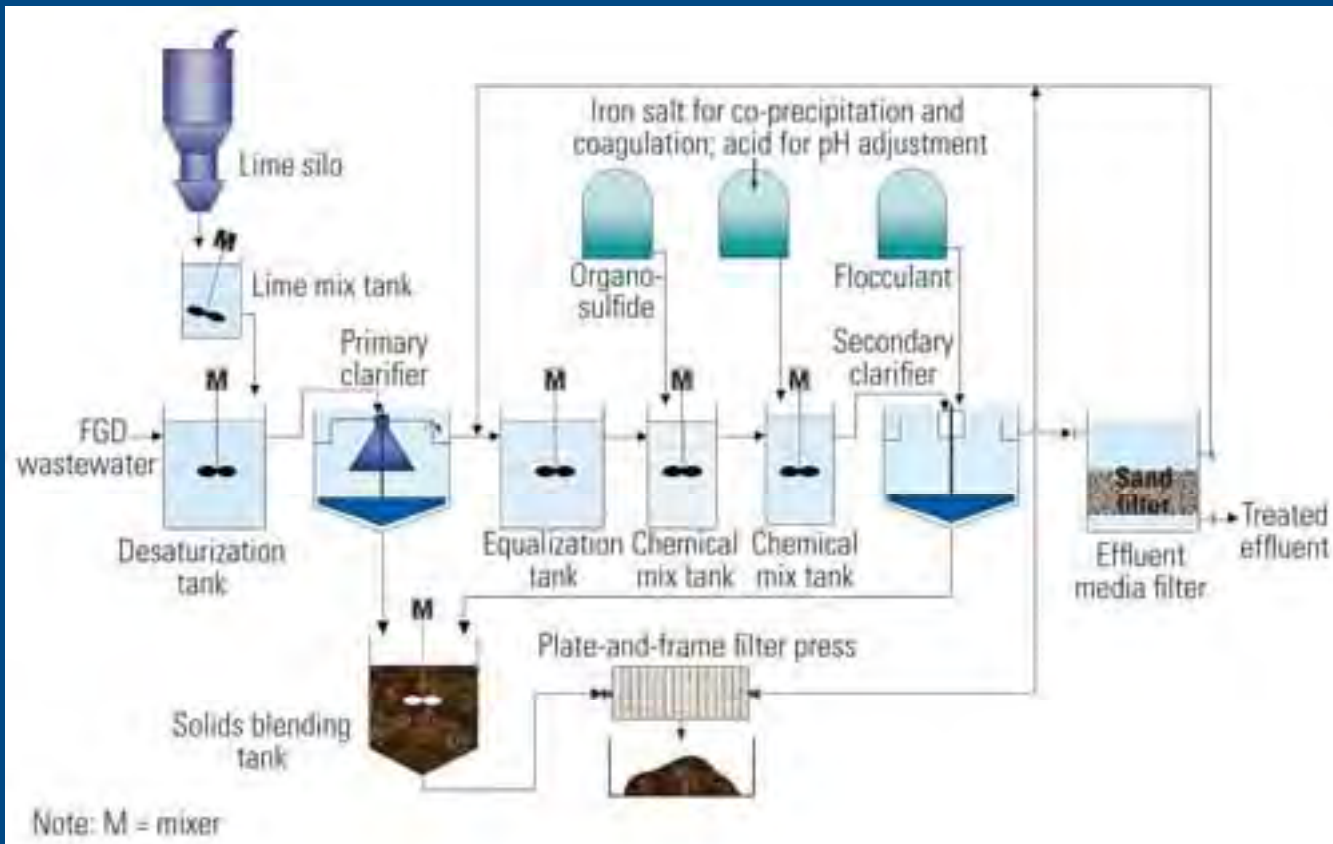 Iron salt for co-precipitation and
coagulation; acid for pH adjustment
Lime silo
M
Lime mix tank
Organo-
sulfide
Flocculant
Primary
clarifier
Secondary
clarifier
M
M
M
M
FGD
wastewater
Sand
filter
Treated
effluent
Desaturization
tank
Equalization
tank
Chemical
mix tank
Chemical
mix tank
Effluent
media filter
M
Plate-and-frame filter press
Solids blending
tank
Note: M = mixer